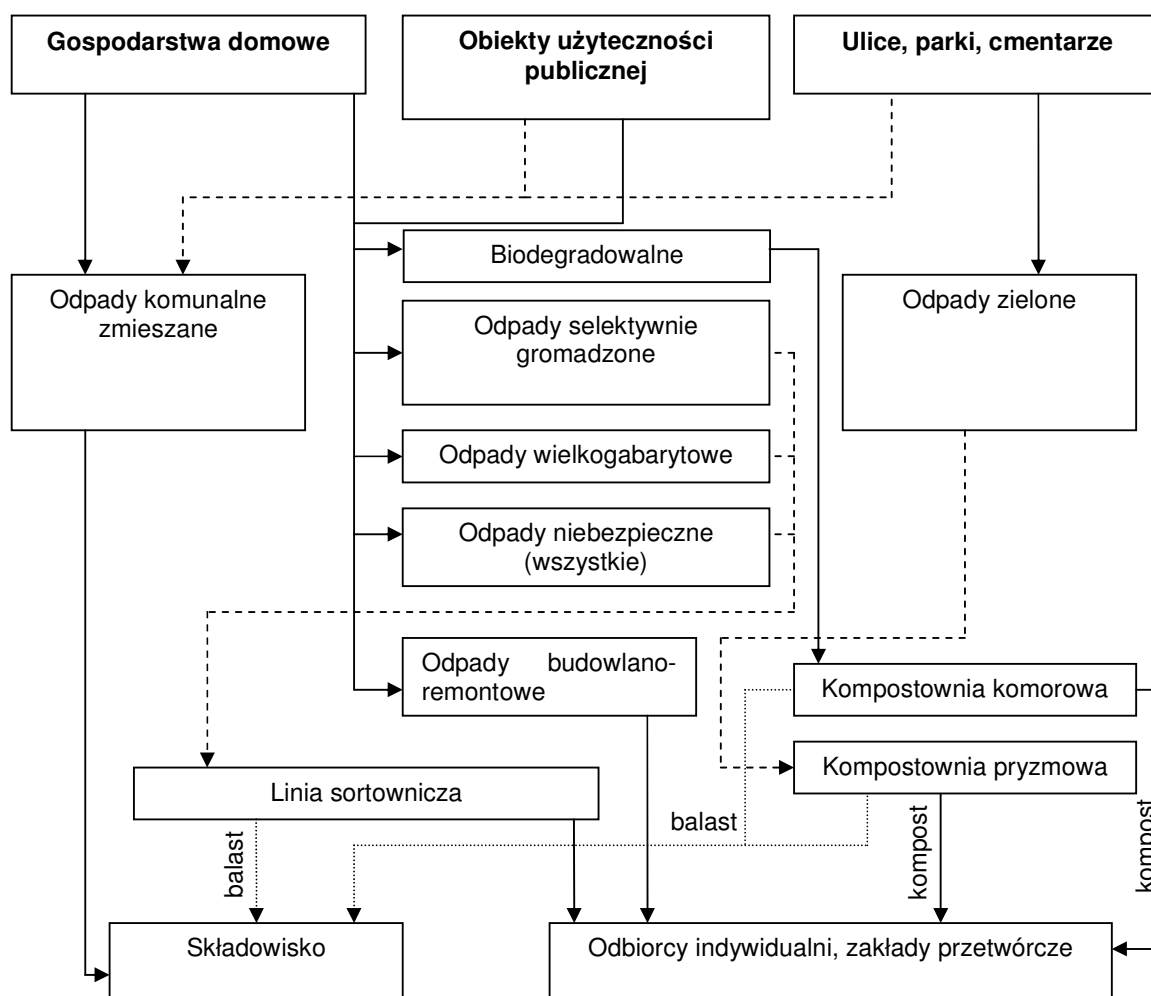 Gospodarstwa domowe
Obiekty użyteczności
publicznej
Ulice, parki, cmentarze
Biodegradowalne
Odpady komunalne
zmieszane
Odpady selektywnie
gromadzone
Odpady zielone
Odpady wielkogabarytowe
Odpady niebezpieczne
(wszystkie)
Odpady budowlano-
remontowe
Kompostownia komorowa
Kompostownia pryzmowa
Linia sortownicza
balast
balast
kompost
kompost
Składowisko
Odbiorcy indywidualni, zakłady przetwórcze